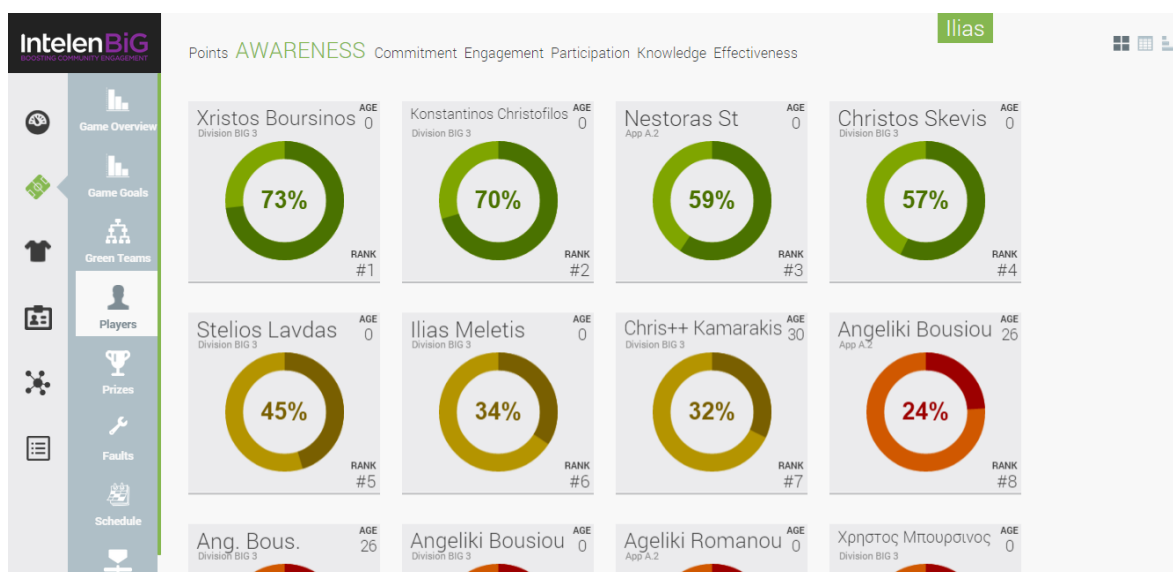 IntelenBiG
BOOSTING COMMUNITY ENGAGEMENT
Ilias
Points AWARENESS Commitment Engagement Participation Knowledge Effectiveness
Game Overview
Game Goals
Green Teams
Players
Prizes
Faults
Schedule
Xristos Boursinos
Division BIG 3
AGE
0
73%
RANK
#1
Konstantinos Christofilos
Division BIG 3
AGE
0
70%
RANK
#2
Nestoras St
App A.2
AGE
0
59%
RANK
#3
Christos Skevis
Division BIG 3
AGE
0
57%
RANK
#4
Stelios Lavdas
Division BIG 3
AGE
0
45%
RANK
#5
Ilias Meletis
Division BIG 3
AGE
0
34%
RANK
#6
Chris++ Kamarakis
Division BIG 3
AGE
30
32%
RANK
#7
Angeliki Bousiou
App A.2
AGE
26
24%
RANK
#8
Ang. Bous.
Division BIG 3
AGE
26
Angeliki Bousiou
Division BIG 3
AGE
0
Ageliki Romanou
App A.2
AGE
0
Χρηστος Μπουρσινος
Division BIG 3
AGE
0